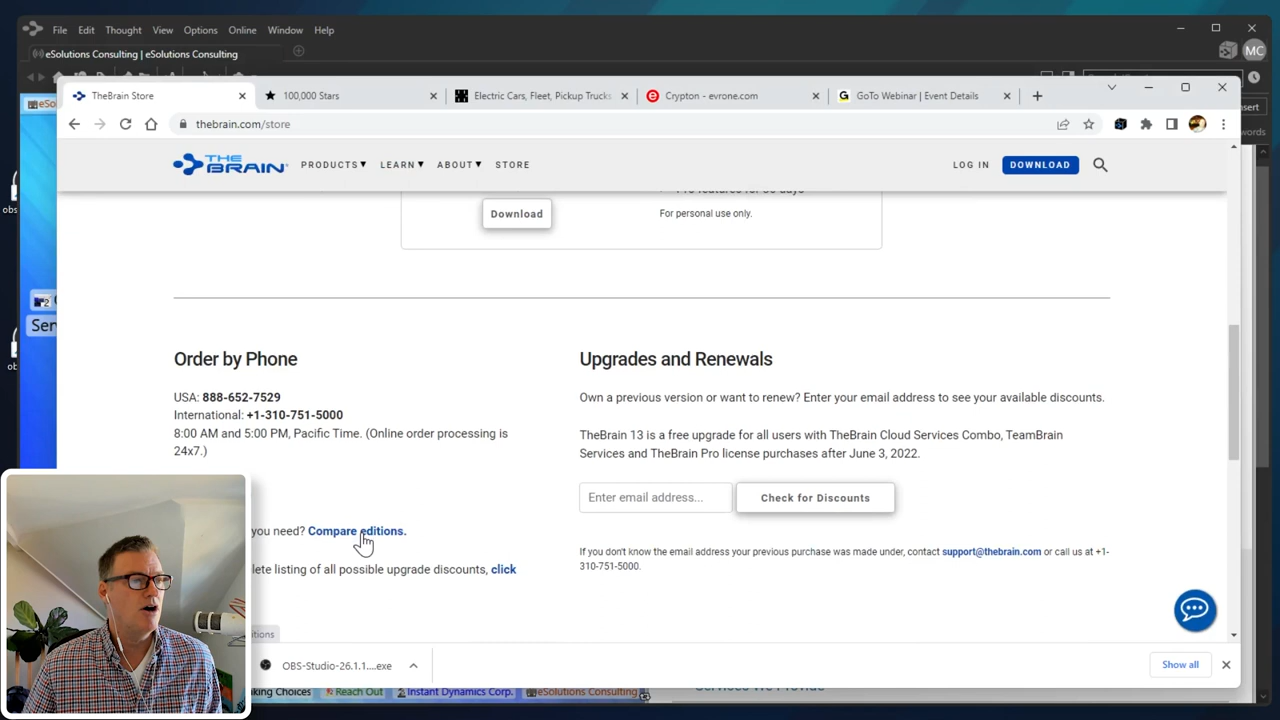 File Edit Thought View Options Online Window Help
eSolutions Consulting | eSolutions Consulting
MC
TheBrain Store
100,000 Stars
Electric Cars, Fleet, Pickup Trucks
Crypton - evrone.com
GoTo Webinar | Event Details
thebrain.com/store
THE BRAIN
PRODUCTS▼ LEARN▼ ABOUT▼ STORE
LOG IN DOWNLOAD
Download
For personal use only.
Order by Phone
USA: 888-652-7529
International: +1-310-751-5000
8:00 AM and 5:00 PM, Pacific Time. (Online order processing is
24x7.)
you need? Compare editions.
lete listing of all possible upgrade discounts, click
Upgrades and Renewals
Own a previous version or want to renew? Enter your email address to see your available discounts.
TheBrain 13 is a free upgrade for all users with TheBrain Cloud Services Combo, TeamBrain
Services and TheBrain Pro license purchases after June 3, 2022.
Enter email address... Check for Discounts
If you don't know the email address your previous purchase was made under, contact support@thebrain.com or call us at +1-
310-751-5000.
OBS-Studio-26.1.1....exe
Show all
king Choices Reach Out Instant Dynamics Corp. eSolutions Consulting